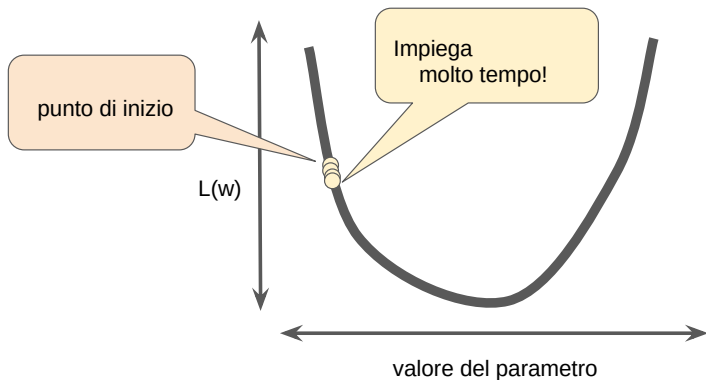 Impiega
molto tempo!
punto di inizio
L(w)
valore del parametro